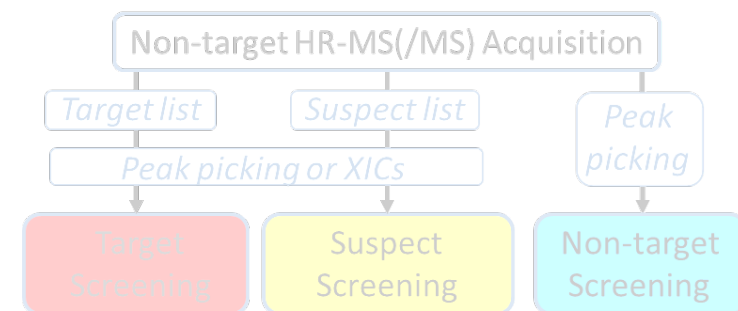 Non-target HR-MS(/MS) Acquisition
Target list
Suspect list
Peak
picking
Peak picking or XICs
Target
Screening
Suspect
Screening
Non-target
Screening